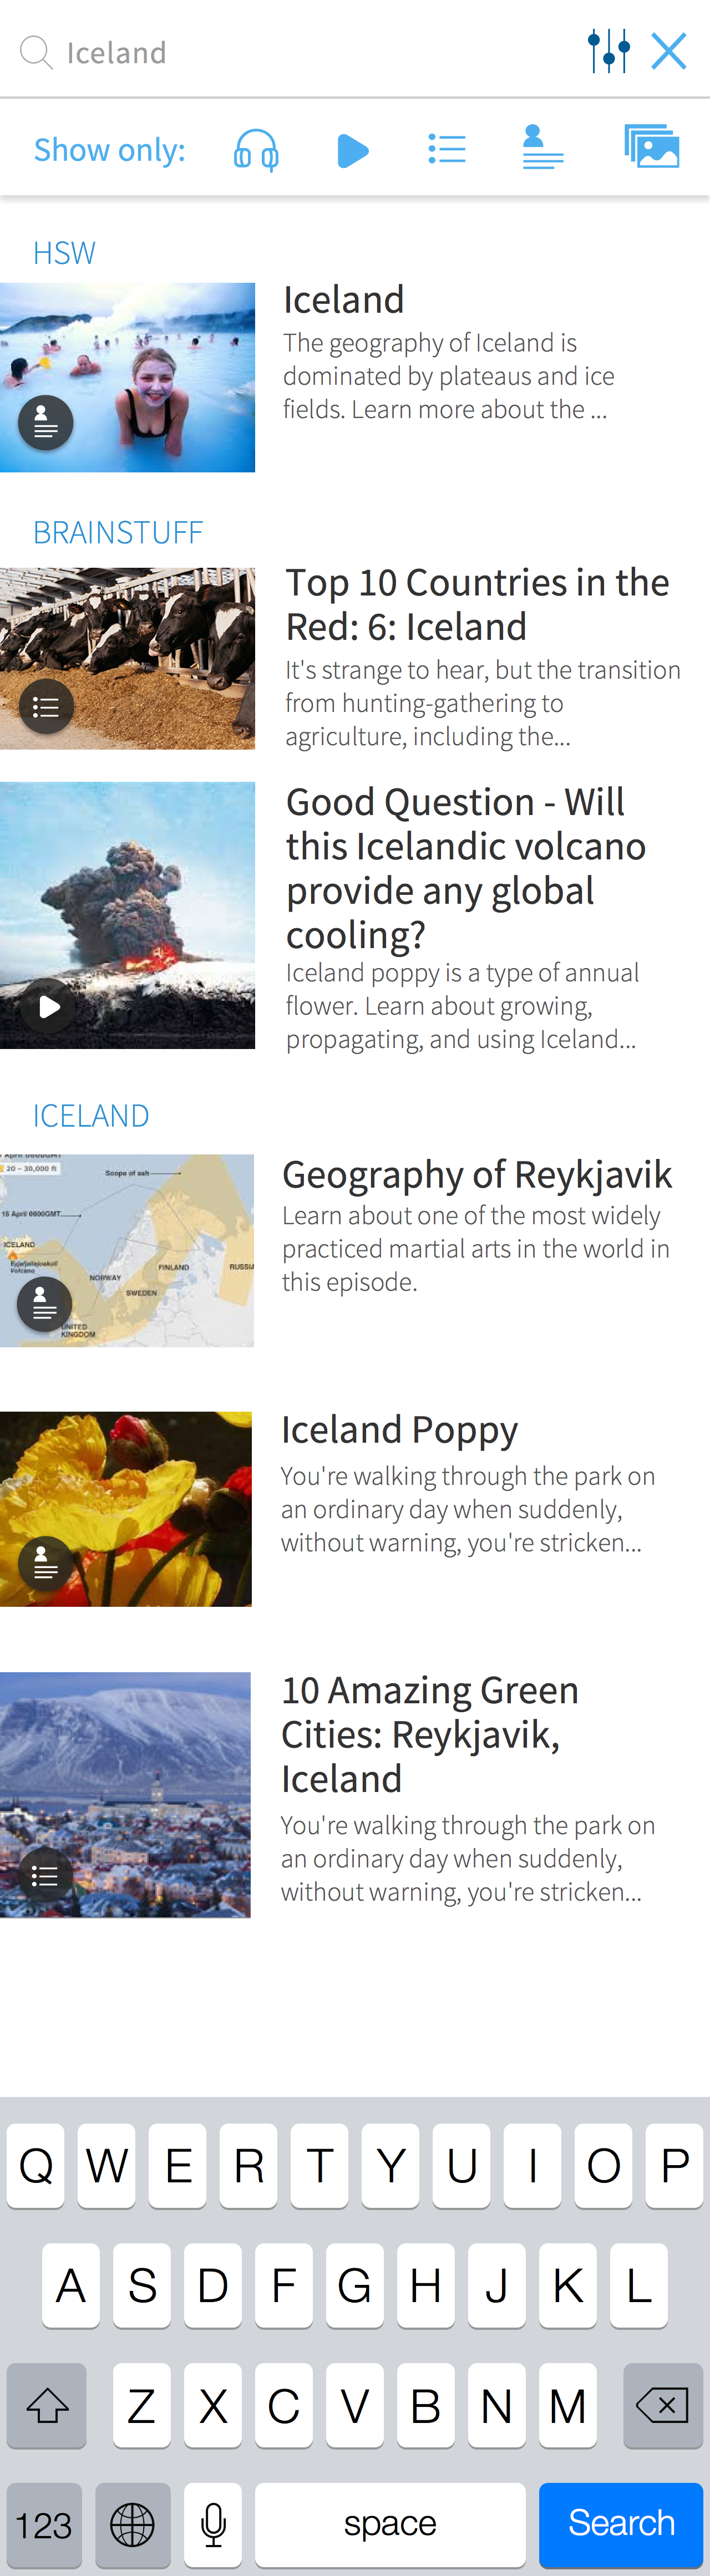 Iceland
Show only:
HSW
Iceland
The geography of Iceland is
dominated by plateaus and ice
fields. Learn more about the ...
BRAINSTUFF
Top 10 Countries in the
Red: 6: Iceland
It's strange to hear, but the transition
from hunting-gathering to
agriculture, including the...
Good Question - Will
this Icelandic volcano
provide any global
cooling?
Iceland poppy is a type of annual
flower. Learn about growing,
propagating, and using Iceland...
ICELAND
20 – 30,000 ft
Scope of ash
15 April 0600GMT
ICELAND
Volcano
NORWAY
FINLAND
RUSSIA
SWEDEN
UNITED
KINGDOM
Geography of Reykjavik
Learn about one of the most widely
practiced martial arts in the world in
this episode.
Iceland Poppy
You're walking through the park on
an ordinary day when suddenly,
without warning, you're stricken...
10 Amazing Green
Cities: Reykjavik,
Iceland
You're walking through the park on
an ordinary day when suddenly,
without warning, you're stricken...
Q W E R T Y U I O P
A S D F G H J K L
Z X C V B N M
123 space Search